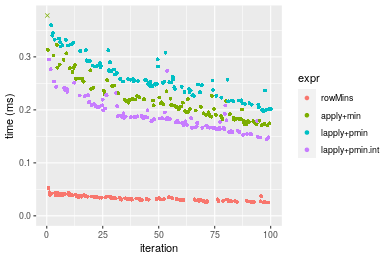 time (ms)
0.3
0.2
0.1
0.0
0
25
50
75
100
iteration
expr
rowMins
apply+min
lapply+pmin
lapply+pmin.int